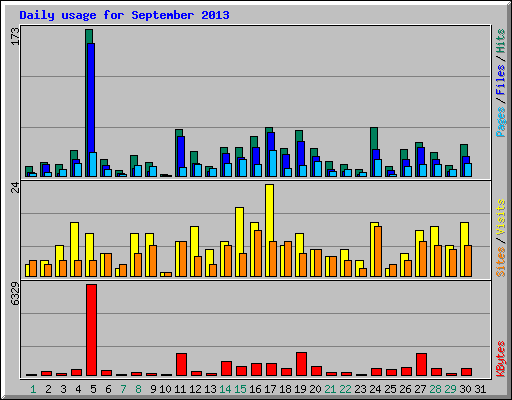 Daily usage for September 2013
173
24
6329
Pages / Files / Hits
Sites / Visits
KBytes
1 2 3 4 5 6 7 8 9 10 11 12 13 14 15 16 17 18 19 20 21 22 23 24 25 26 27 28 29 30 31